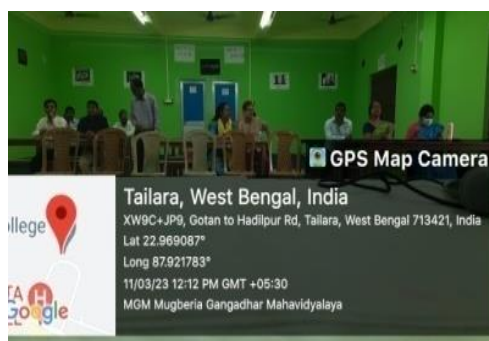 GPS Map Camera
Tailara, West Bengal, India
XW9C+JP9, Gotan to Hadilpur Rd, Tailara, West Bengal 713421, India
Lat 22.969087°
Long 87.921783°
11/03/23 12:12 PM GMT +05:30
MGM Mugberia Gangadhar Mahavidyalaya
llege
TA H
Google